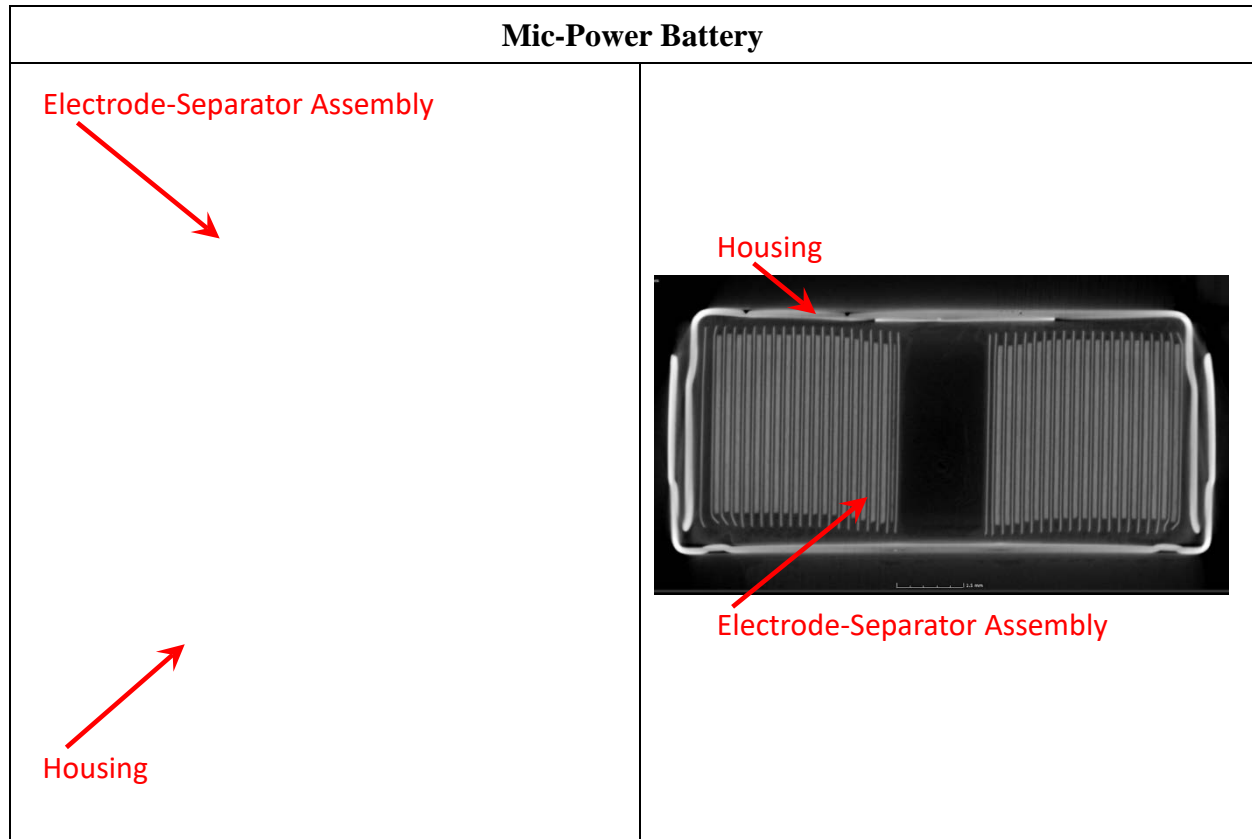 Mic-Power Battery
Electrode-Separator Assembly
Housing
Housing
Electrode-Separator Assembly